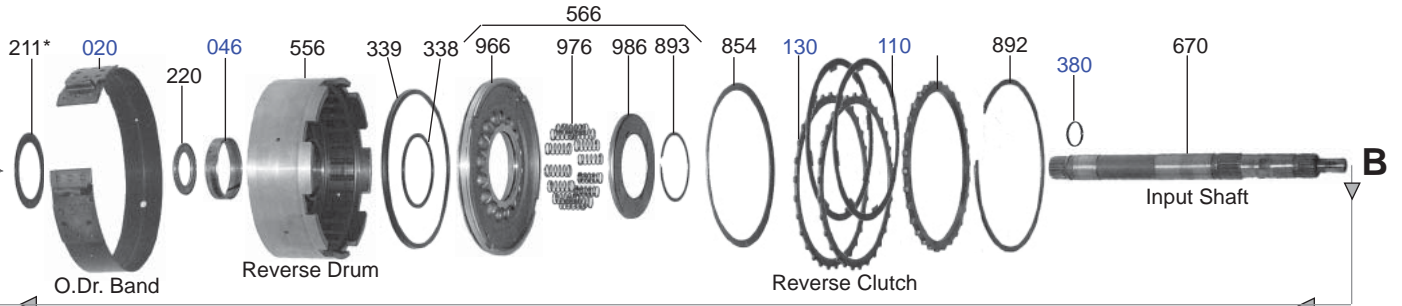 566
211* 020 046 556 339 338 966 976 986 893 854 130 110 892 670
220 380
B
Input Shaft
Reverse Drum
O.Dr. Band
Reverse Clutch